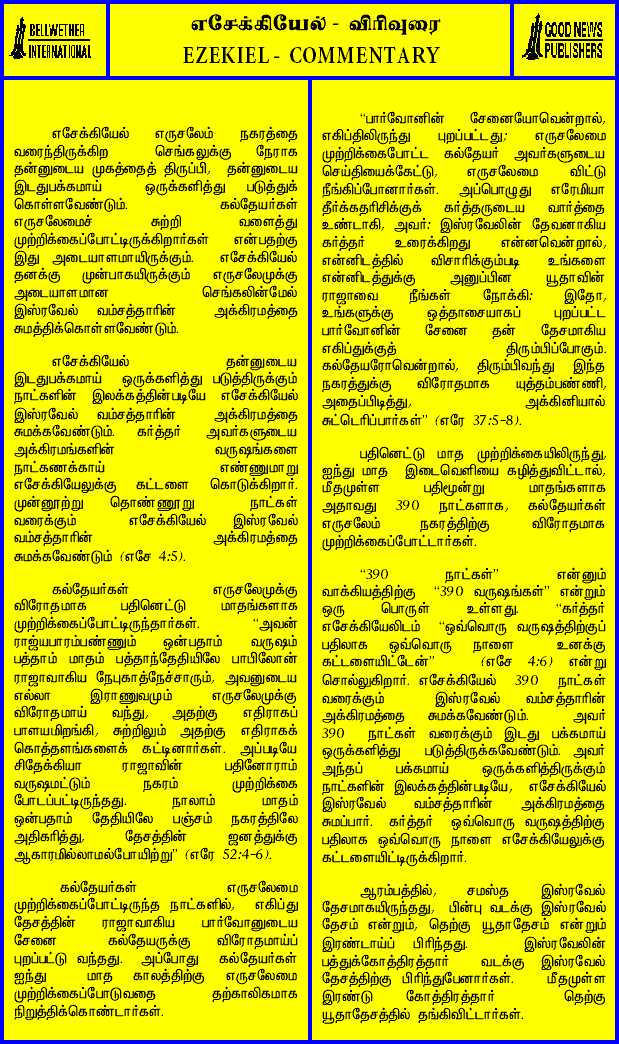 BELLWETHER
INTERNATIONAL
எசேக்கியேல் - விரிவுரை
EZEKIEL - COMMENTARY
GOOD NEWS
PUBLISHERS
எசேக்கியேல் எருசலேம் நகரத்தை
வரைந்திருக்கிற செங்கலுக்கு நேராக
தன்னுடைய முகத்தைத் திருப்பி, தன்னுடைய
இடதுபக்கமாய் ஒருக்களித்து படுத்துக்
கொள்ளவேண்டும். கல்தேயர்கள்
எருசலேமைச் சுற்றி வளைத்து
முற்றிக்கைப்போட்டிருக்கிறார்கள் என்பதற்கு
இது அடையாளமாயிருக்கும். எசேக்கியேல்
தனக்கு முன்பாகயிருக்கும் எருசலேமுக்கு
அடையாளமான செங்கலின்மேல்
இஸ்ரவேல் வம்சத்தாரின் அக்கிரமத்தை
சுமத்திக்கொள்ளவேண்டும்.
எசேக்கியேல் தன்னுடைய
இடதுபக்கமாய் ஒருக்களித்து படுத்திருக்கும்
நாட்களின் இலக்கத்தின்படியே எசேக்கியேல்
இஸ்ரவேல் வம்சத்தாரின் அக்கிரமத்தை
சுமக்கவேண்டும். கர்த்தர் அவர்களுடைய
அக்கிரமங்களின் வருஷங்களை
நாட்கணக்காய் எண்ணுமாறு
எசேக்கியேலுக்கு கட்டளை கொடுக்கிறார்.
முன்னூற்று தொண்ணூறு நாட்கள்
வரைக்கும் எசேக்கியேல் இஸ்ரவேல்
வம்சத்தாரின் அக்கிரமத்தை
சுமக்கவேண்டும் (எசே 4:5).
கல்தேயர்கள் எருசலேமுக்கு
விரோதமாக பதினெட்டு மாதங்களாக
முற்றிக்கைப்போட்டிருந்தார்கள். "அவன்
ராஜ்யபாரம்பண்ணும் ஒன்பதாம் வருஷம்
பத்தாம் மாதம் பத்தாந்தேதியிலே பாபிலோன்
ராஜாவாகிய நேபுகாத்நேச்சாரும், அவனுடைய
எல்லா இராணுவமும் எருசலேமுக்கு
விரோதமாய் வந்து, அதற்கு எதிராகப்
பாளயமிறங்கி, சுற்றிலும் அதற்கு எதிராகக்
கொத்தளங்களைக் கட்டினார்கள். அப்படியே
சிதேக்கியா ராஜாவின் பதினோராம்
வருஷமட்டும் நகரம் முற்றிக்கை
போடப்பட்டிருந்தது. நாலாம் மாதம்
ஒன்பதாம் தேதியிலே பஞ்சம் நகரத்திலே
அதிகரித்து, தேசத்தின் ஜனத்துக்கு
ஆகாரமில்லாமல்போயிற்று" (எரே 52:4-6).
கல்தேயர்கள் எருசலேமை
முற்றிக்கைப்போட்டிருந்த நாட்களில், எகிப்து
தேசத்தின் ராஜாவாகிய பார்வோனுடைய
சேனை கல்தேயருக்கு விரோதமாய்ப்
புறப்பட்டு வந்தது. அப்போது கல்தேயர்கள்
ஐந்து மாத காலத்திற்கு எருசலேமை
முற்றிக்கைப்போடுவதை தற்காலிகமாக
நிறுத்திக்கொண்டார்கள்.
"பார்வோனின் சேனையோவென்றால்,
எகிப்திலிருந்து புறப்பட்டது; எருசலேமை
முற்றிக்கைபோட்ட கல்தேயர் அவர்களுடைய
செய்தியைக்கேட்டு, எருசலேமை விட்டு
நீங்கிப்போனார்கள். அப்பொழுது எரேமியா
தீர்க்கதரிசிக்குக் கர்த்தருடைய வார்த்தை
உண்டாகி, அவர்: இஸ்ரவேலின் தேவனாகிய
கர்த்தர் உரைக்கிறது என்னவென்றால்,
என்னிடத்தில் விசாரிக்கும்படி உங்களை
என்னிடத்துக்கு அனுப்பின யூதாவின்
ராஜாவை நீங்கள் நோக்கி: இதோ,
உங்களுக்கு ஒத்தாசையாகப் புறப்பட்ட
பார்வோனின் சேனை தன் தேசமாகிய
எகிப்துக்குத் திரும்பிப்போகும்.
கல்தேயரோவென்றால், திரும்பிவந்து இந்த
நகரத்துக்கு விரோதமாக யுத்தம்பண்ணி,
அதைப்பிடித்து, அக்கினியால்
சுட்டெரிப்பார்கள்" (எரே 37:5-8).
பதினெட்டு மாத முற்றிக்கையிலிருந்து,
ஐந்து மாத இடைவெளியை கழித்துவிட்டால்,
மீதமுள்ள பதிமூன்று மாதங்களாக
அதாவது 390 நாட்களாக, கல்தேயர்கள்
எருசலேம் நகரத்திற்கு விரோதமாக
முற்றிக்கைப்போட்டார்கள்.
"390 நாட்கள்" என்னும்
வாக்கியத்திற்கு "390 வருஷங்கள்" என்றும்
ஒரு பொருள் உள்ளது. "கர்த்தர்
எசேக்கியேலிடம் "ஒவ்வொரு வருஷத்திற்குப்
பதிலாக ஒவ்வொரு நாளை உனக்கு
கட்டளையிட்டேன்" (எசே 4:6) என்று
சொல்லுகிறார். எசேக்கியேல் 390 நாட்கள்
வரைக்கும் இஸ்ரவேல் வம்சத்தாரின்
அக்கிரமத்தை சுமக்கவேண்டும். அவர்
390 நாட்கள் வரைக்கும் இடது பக்கமாய்
ஒருக்களித்து படுத்திருக்கவேண்டும். அவர்
அந்தப் பக்கமாய் ஒருக்களித்திருக்கும்
நாட்களின் இலக்கத்தின்படியே, எசேக்கியேல்
இஸ்ரவேல் வம்சத்தாரின் அக்கிரமத்தை
சுமப்பார். கர்த்தர் ஒவ்வொரு வருஷத்திற்கு
பதிலாக ஒவ்வொரு நாளை எசேக்கியேலுக்கு
கட்டளையிட்டிருக்கிறார்.
ஆரம்பத்தில், சமஸ்த இஸ்ரவேல்
தேசமாகயிருந்தது, பின்பு வடக்கு இஸ்ரவேல்
தேசம் என்றும், தெற்கு யூதாதேசம் என்றும்
இரண்டாய்ப் பிரிந்தது. இஸ்ரவேலின்
பத்துக்கோத்திரத்தார் வடக்கு இஸ்ரவேல்
தேசத்திற்கு பிரிந்துபேனார்கள். மீதமுள்ள
இரண்டு கோத்திரத்தார் தெற்கு
யூதாதேசத்தில் தங்கிவிட்டார்கள்.